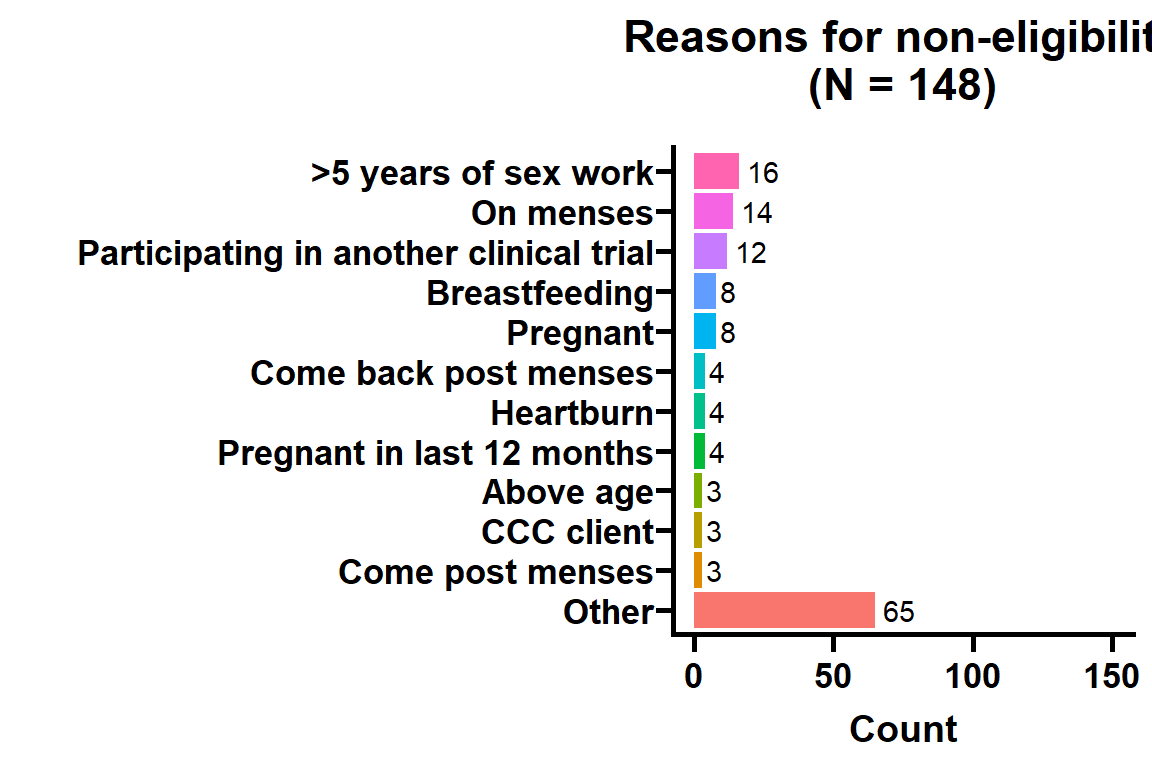 Reasons for non-eligibilit
(N = 148)
>5 years of sex work 16
On menses 14
Participating in another clinical trial 12
Breastfeeding 8
Pregnant 8
Come back post menses 4
Heartburn 4
Pregnant in last 12 months 4
Above age 3
CCC client 3
Come post menses 3
Other 65
0 50 100 150
Count